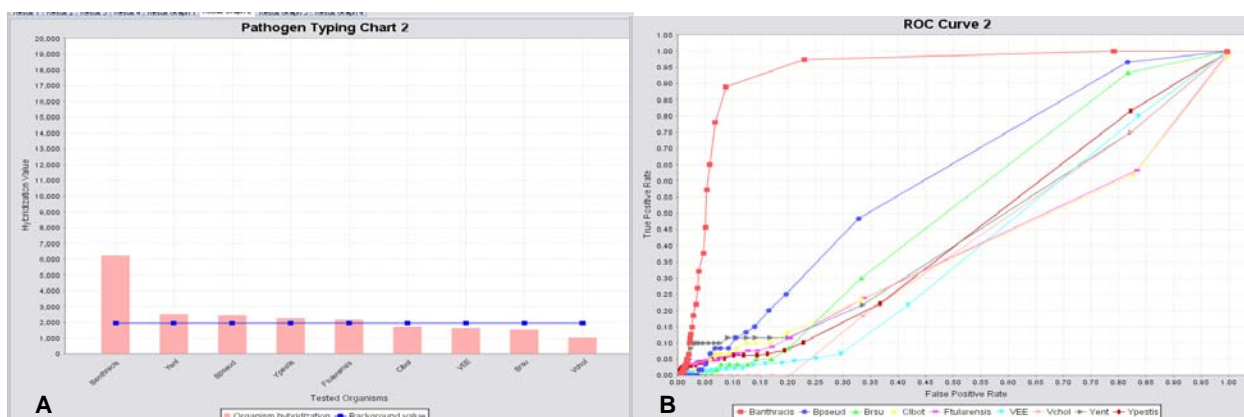 Pathogen Typing Chart 2
20,000
19,000
18,000
17,000
16,000
15,000
14,000
13,000
12,000
11,000
10,000
9,000
8,000
7,000
6,000
5,000
4,000
3,000
2,000
1,000
0
Hybridization Value
Banthracis
Yent
Bpseud
Ypestis
Ftularensis
Clbot
VEE
Brsu
Vchol
Tested Organisms
A
Organism hybridization Background value
ROC Curve 2
1.05
1.00
0.95
0.90
0.85
0.80
0.75
0.70
0.65
0.60
0.55
0.50
0.45
0.40
0.35
0.30
0.25
0.20
0.15
0.10
0.05
0.00
True Positive Rate
0.00 0.05 0.10 0.15 0.20 0.25 0.30 0.35 0.40 0.45 0.50 0.55 0.60 0.65 0.70 0.75 0.80 0.85 0.90 0.95 1.00
False Positive Rate
B
Banthracis Bpseud Brsu Clbot Ftularensis VEE Vchol Yent Ypestis